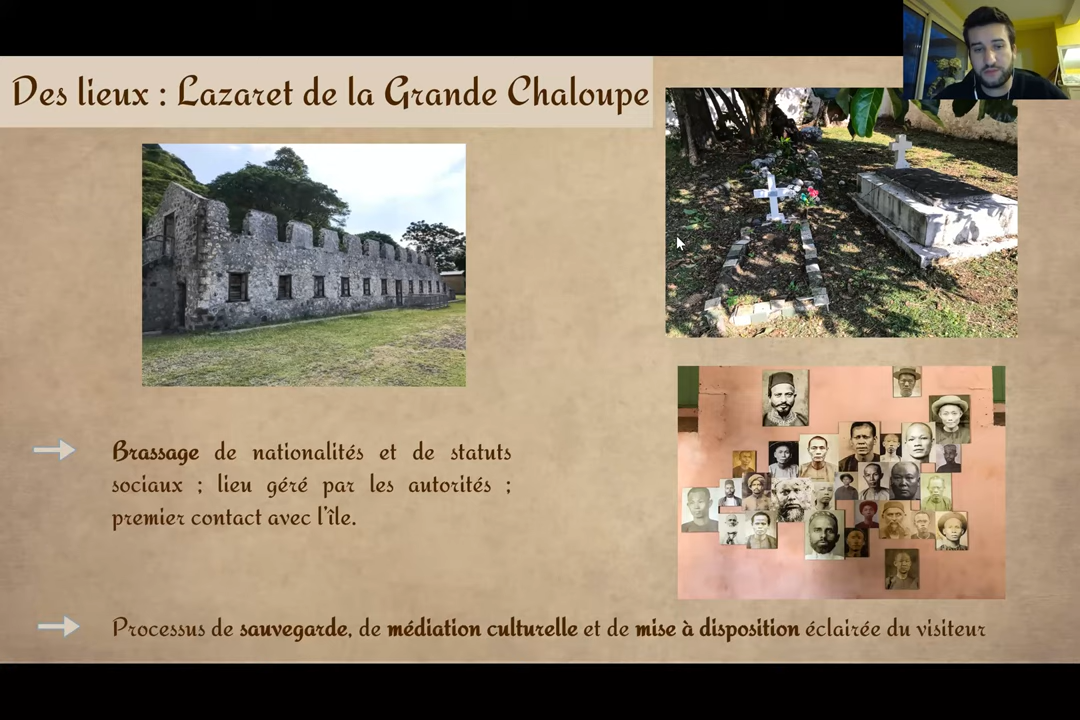 Des lieux : Lazaret de la Grande Chaloupe
Brassage de nationalités et de statuts
sociaux ; lieu géré par les autorités ;
premier contact avec l'île.
Processus de sauvegarde, de médiation culturelle et de mise à disposition éclairée du visiteur